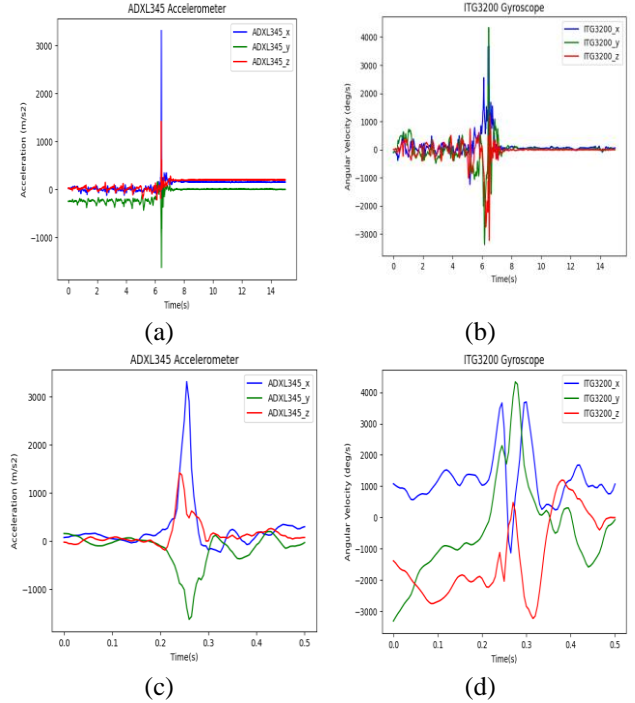 ADXL345 Accelerometer
ADXL345_x
ADXL345_y
ADXL345_z
Acceleration (m/s2)
3000
2000
1000
0
−1000
0 2 4 6 8 10 12 14
Time(s)
(a)
ITG3200 Gyroscope
ITG3200_x
ITG3200_y
ITG3200_z
Angular Velocity (deg/s)
4000
3000
2000
1000
0
−1000
−2000
−3000
0 2 4 6 8 10 12 14
Time(s)
(b)
ADXL345 Accelerometer
ADXL345_x
ADXL345_y
ADXL345_z
Acceleration (m/s2)
3000
2000
1000
0
−1000
0.0 0.1 0.2 0.3 0.4 0.5
Time(s)
(c)
ITG3200 Gyroscope
ITG3200_x
ITG3200_y
ITG3200_z
Angular Velocity (deg/s)
4000
3000
2000
1000
0
−1000
−2000
−3000
0.0 0.1 0.2 0.3 0.4 0.5
Time(s)
(d)